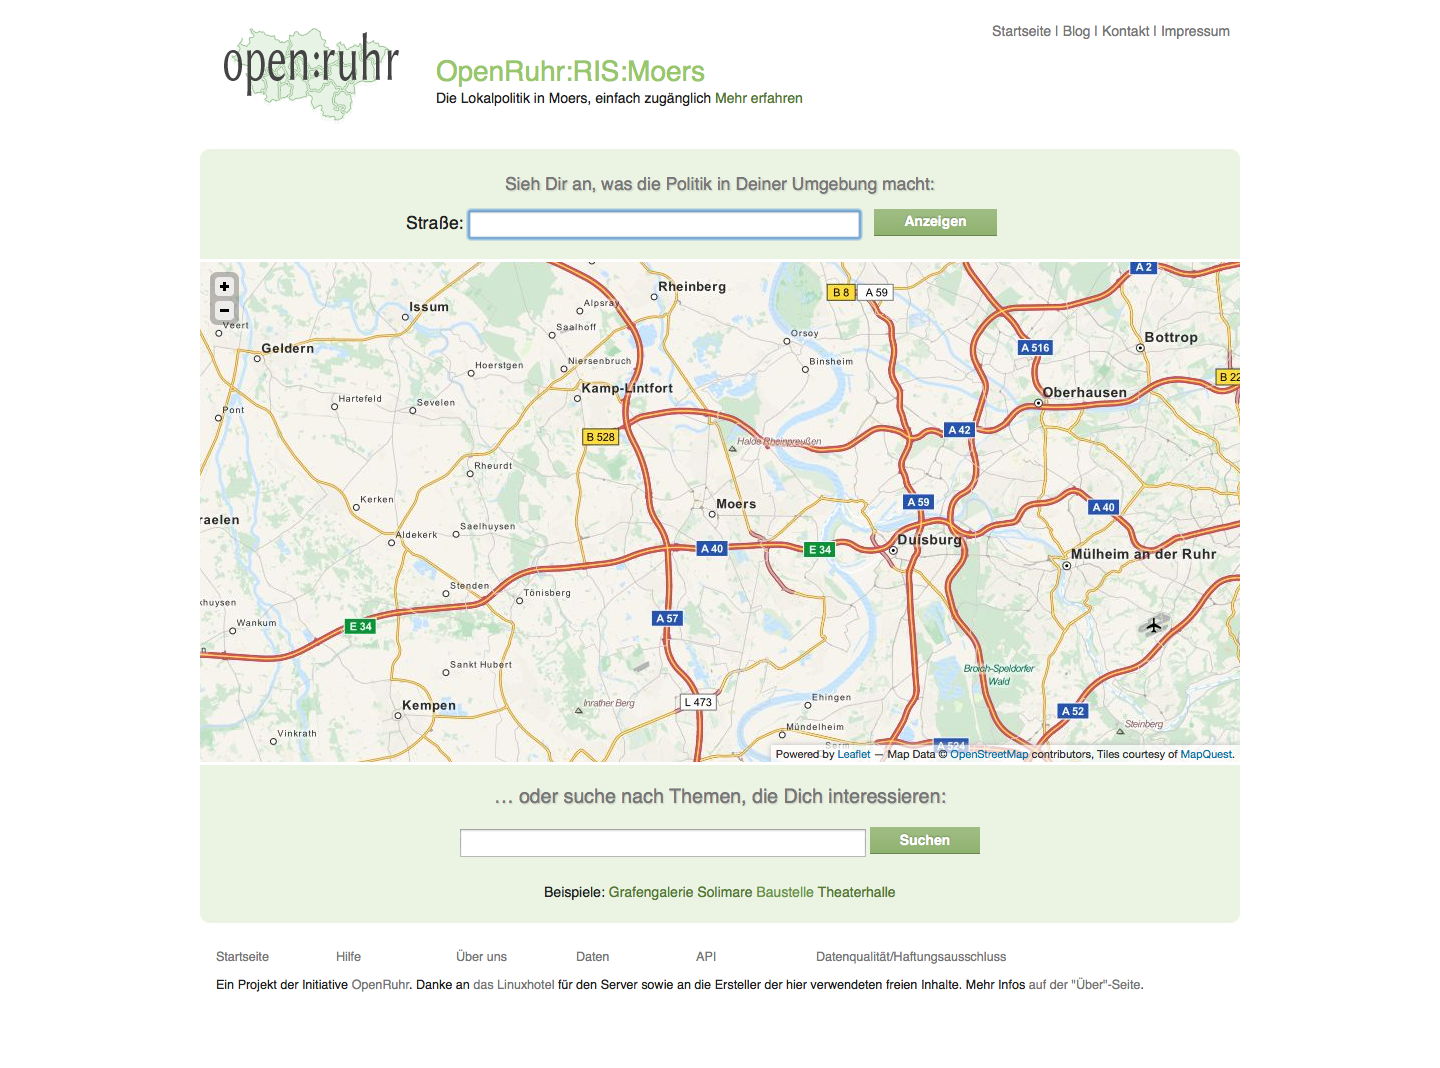 open:ruhr
Startseite | Blog | Kontakt | Impressum
OpenRuhr:RIS:Moers
Die Lokalpolitik in Moers, einfach zugänglich Mehr erfahren
Sieh Dir an, was die Politik in Deiner Umgebung macht:
Straße:
Anzeigen
+
−
A 2
Rheinberg
B 8
A 59
Issum
Alpsray
Veert
Saalhoff
Orsoy
Bottrop
Geldern
A 516
Hoerstgen
Niersenbruch
Binsheim
B 22
Kamp-Lintfort
Oberhausen
Hartefeld
Sevelen
Pont
B 528
A 42
Halde Rheinpreußen
Rheurdt
Kerken
Moers
A 59
A 40
raelen
Saelhuysen
Aldekerk
A 40
E 34
Duisburg
Mülheim an der Ruhr
Stenden
Tönisberg
khuysen
Wankum
E 34
A 57
n
Sankt Hubert
Broich-Speldorfer
Wald
Kempen
Inrather Berg
L 473
Ehingen
A 52
Steinberg
Vinkrath
Mündelheim
Serm
A 524
Powered by Leaflet — Map Data © OpenStreetMap contributors, Tiles courtesy of MapQuest.
… oder suche nach Themen, die Dich interessieren:
Suchen
Beispiele: Grafengalerie Solimare Baustelle Theaterhalle
Startseite Hilfe Über uns Daten API Datenqualität/Haftungsausschluss
Ein Projekt der Initiative OpenRuhr. Danke an das Linuxhotel für den Server sowie an die Ersteller der hier verwendeten freien Inhalte. Mehr Infos auf der "Über"-Seite.